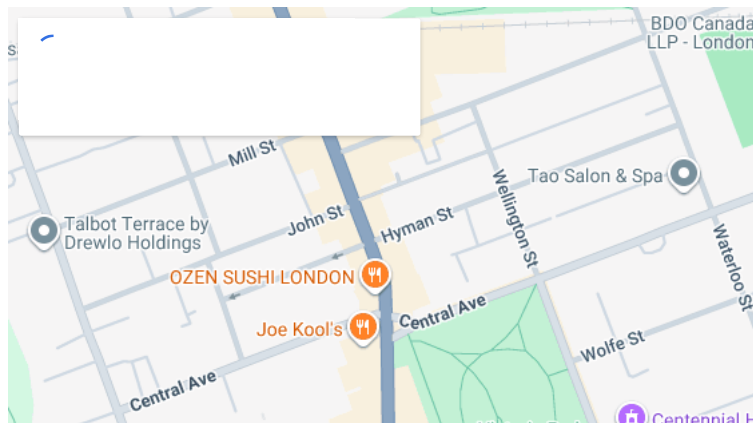 BDO Canada
LLP - London
Mill St
Tao Salon & Spa
Wellington St
John St
Hyman St
Talbot Terrace by
Drewlo Holdings
Waterloo St
OZEN SUSHI LONDON
Central Ave
Joe Kool's
Wolfe St
Central Ave
Centennial H